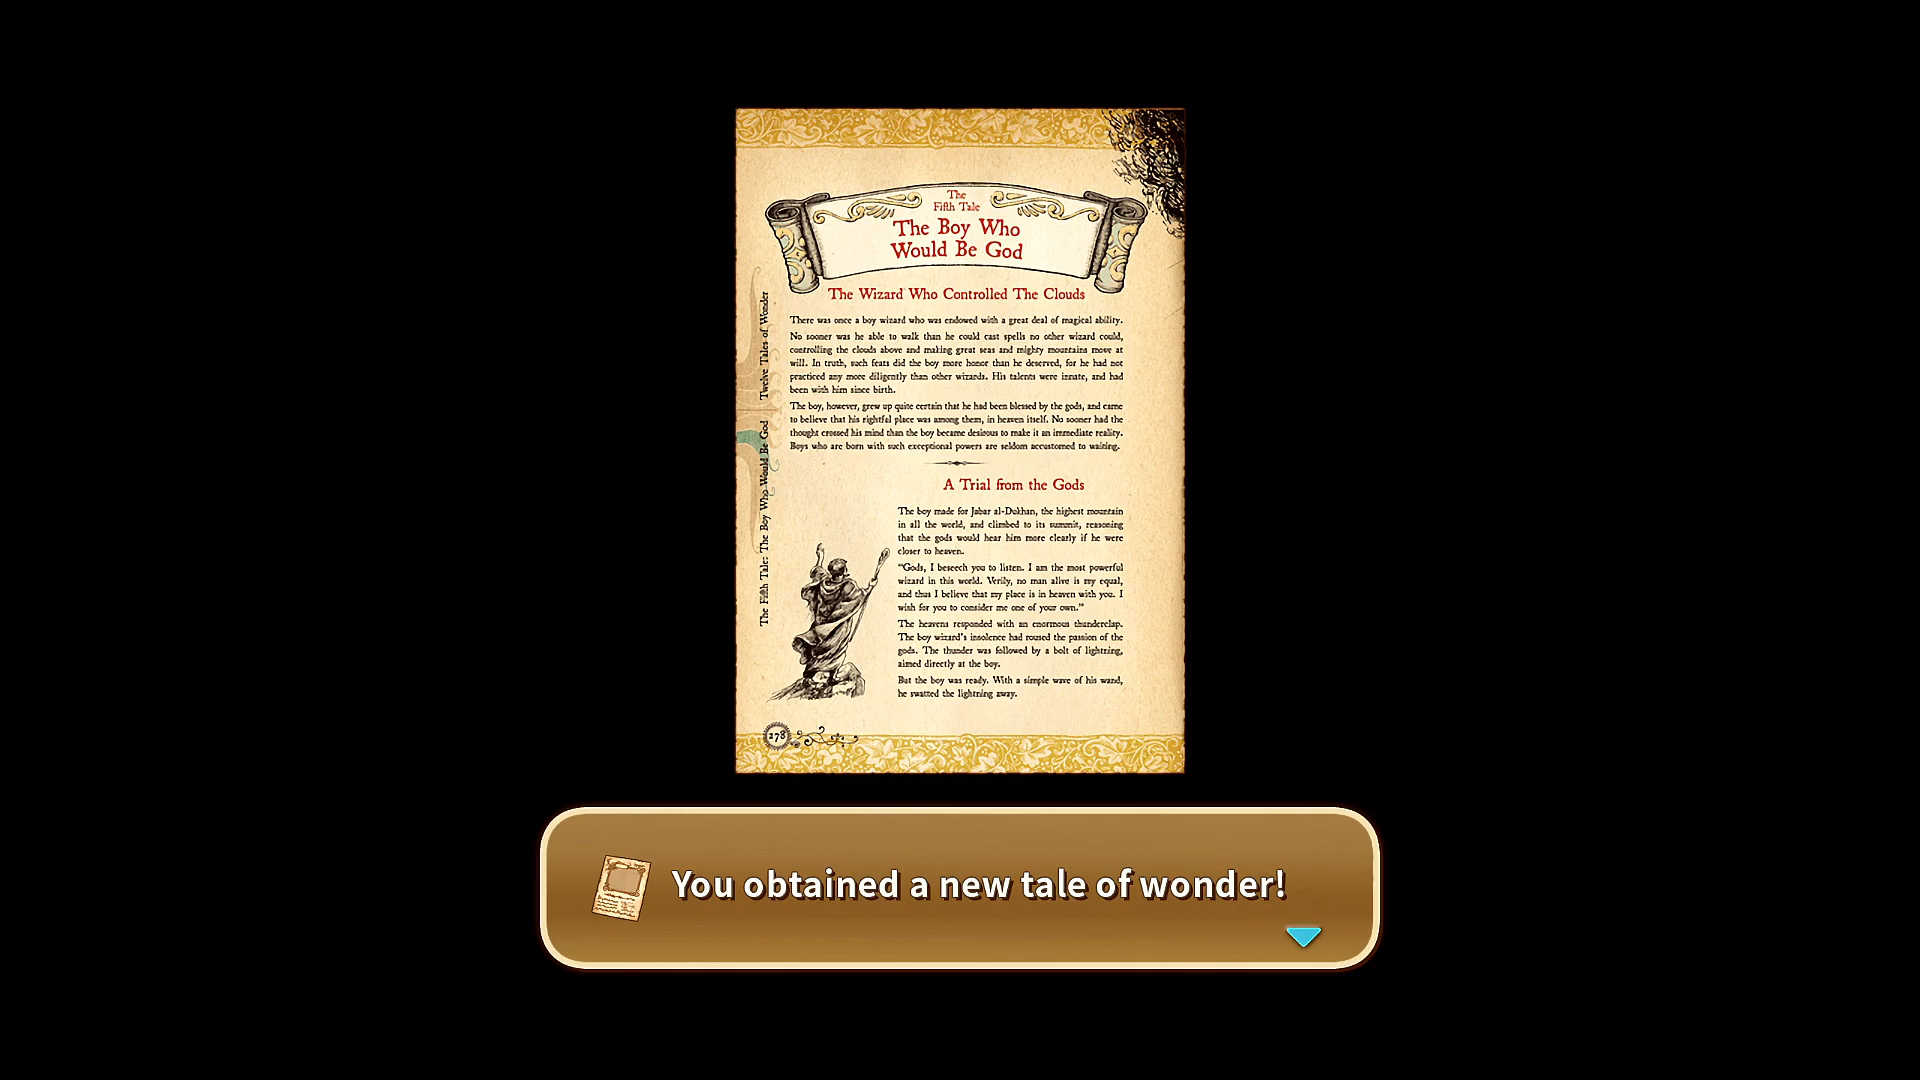 The
Fifth Tale
The Boy Who
Would Be God
The Wizard Who Controlled The Clouds
There was once a boy wizard who was endowed with a great deal of magical ability.
No sooner was he able to walk than he could cast spells no other wizard could,
controlling the clouds above and making great seas and mighty mountains move at
will. In truth, such feats did the boy more honor than he deserved, for he had not
practiced any more diligently than other wizards. His talents were innate, and had
been with him since birth.
The boy, however, grew up quite certain that he had been blessed by the gods, and came
to believe that his rightful place was among them, in heaven itself. No sooner had the
thought crossed his mind than the boy became desirous to make it an immediate reality.
Boys who are born with such exceptional powers are seldom accustomed to waiting.
A Trial from the Gods
The boy made for Jabar al-Dukhan, the highest mountain
in all the world, and climbed to its summit, reasoning
that the gods would hear him more clearly if he were
closer to heaven.
“Gods, I beseech you to listen. I am the most powerful
wizard in this world. Verily, no man alive is my equal,
and thus I believe that my place is in heaven with you. I
wish for you to consider me one of your own.”
The heavens responded with an enormous thunderclap.
The boy wizard's insolence had roused the passion of the
gods. The thunder was followed by a bolt of lightning,
aimed directly at the boy.
But the boy was ready. With a simple wave of his wand,
he swatted the lightning away.
The Fifth Tale: The Boy Who Would Be God Twelve Tales of Wonder
278
You obtained a new tale of wonder!